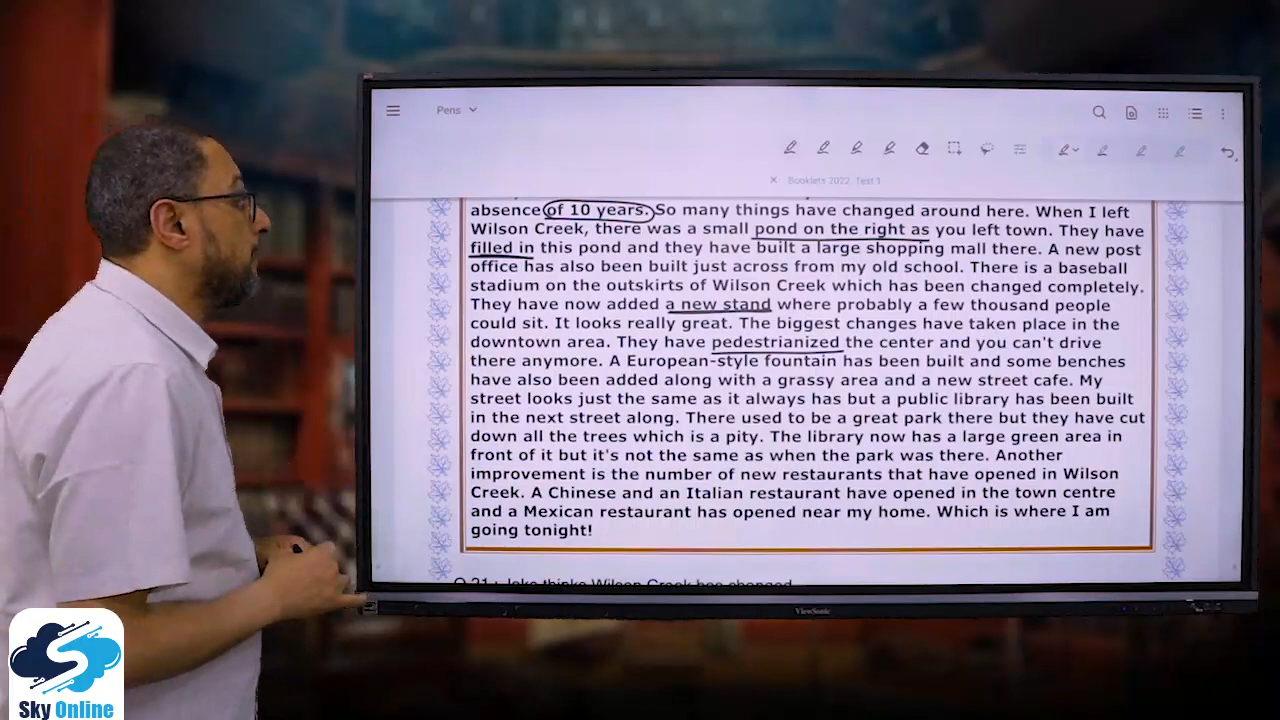 Pens
Booklets 2022 Test 1
absence of 10 years. So many things have changed around here. When I left
Wilson Creek, there was a small pond on the right as you left town. They have
filled in this pond and they have built a large shopping mall there. A new post
office has also been built just across from my old school. There is a baseball
stadium on the outskirts of Wilson Creek which has been changed completely.
They have now added a new stand where probably a few thousand people
could sit. It looks really great. The biggest changes have taken place in the
downtown area. They have pedestrianized the center and you can't drive
there anymore. A European-style fountain has been built and some benches
have also been added along with a grassy area and a new street cafe. My
street looks just the same as it always has but a public library has been built
in the next street along. There used to be a great park there but they have cut
down all the trees which is a pity. The library now has a large green area in
front of it but it's not the same as when the park was there. Another
improvement is the number of new restaurants that have opened in Wilson
Creek. A Chinese and an Italian restaurant have opened in the town centre
and a Mexican restaurant has opened near my home. Which is where I am
going tonight!
Q 21: Jake thinks Wilson Creek has changed
ViewSonic
Sky Online